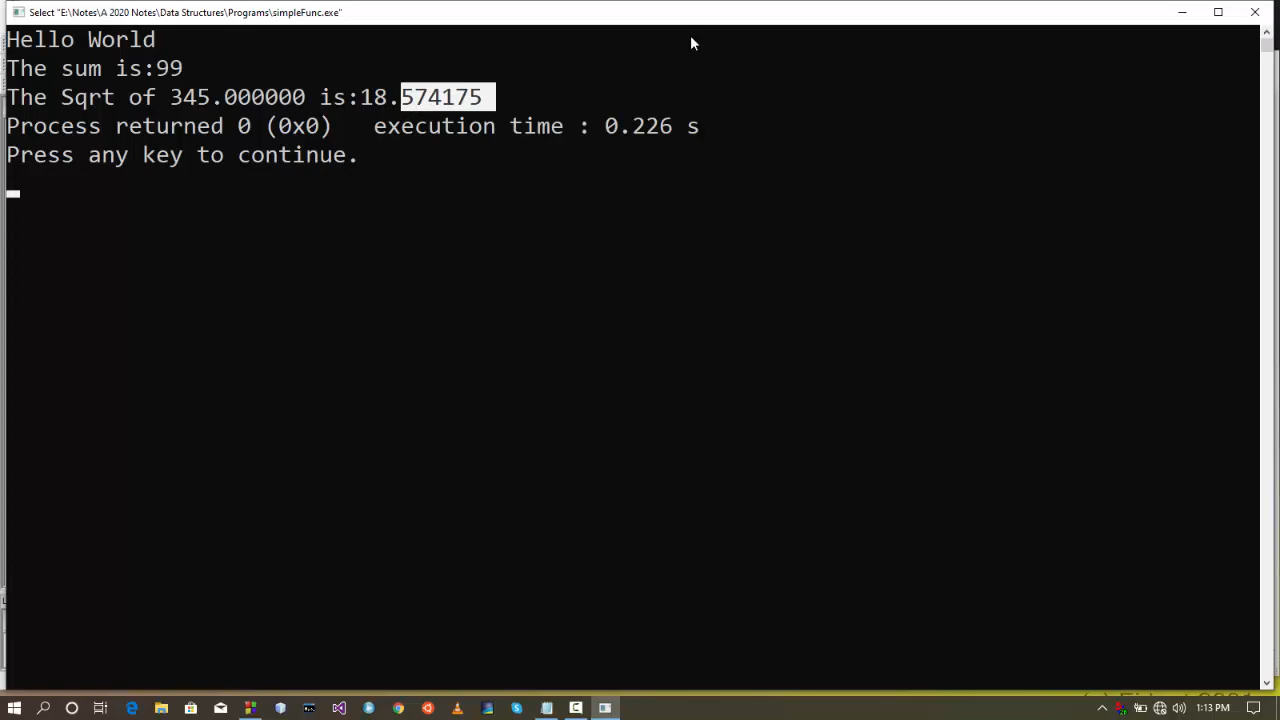 Select "E:\Notes\A 2020 Notes\Data Structures\Programs\simpleFunc.exe"
Hello World
The sum is:99
The Sqrt of 345.000000 is:18.574175
Process returned 0 (0x0)   execution time : 0.226 s
Press any key to continue.
1:13 PM